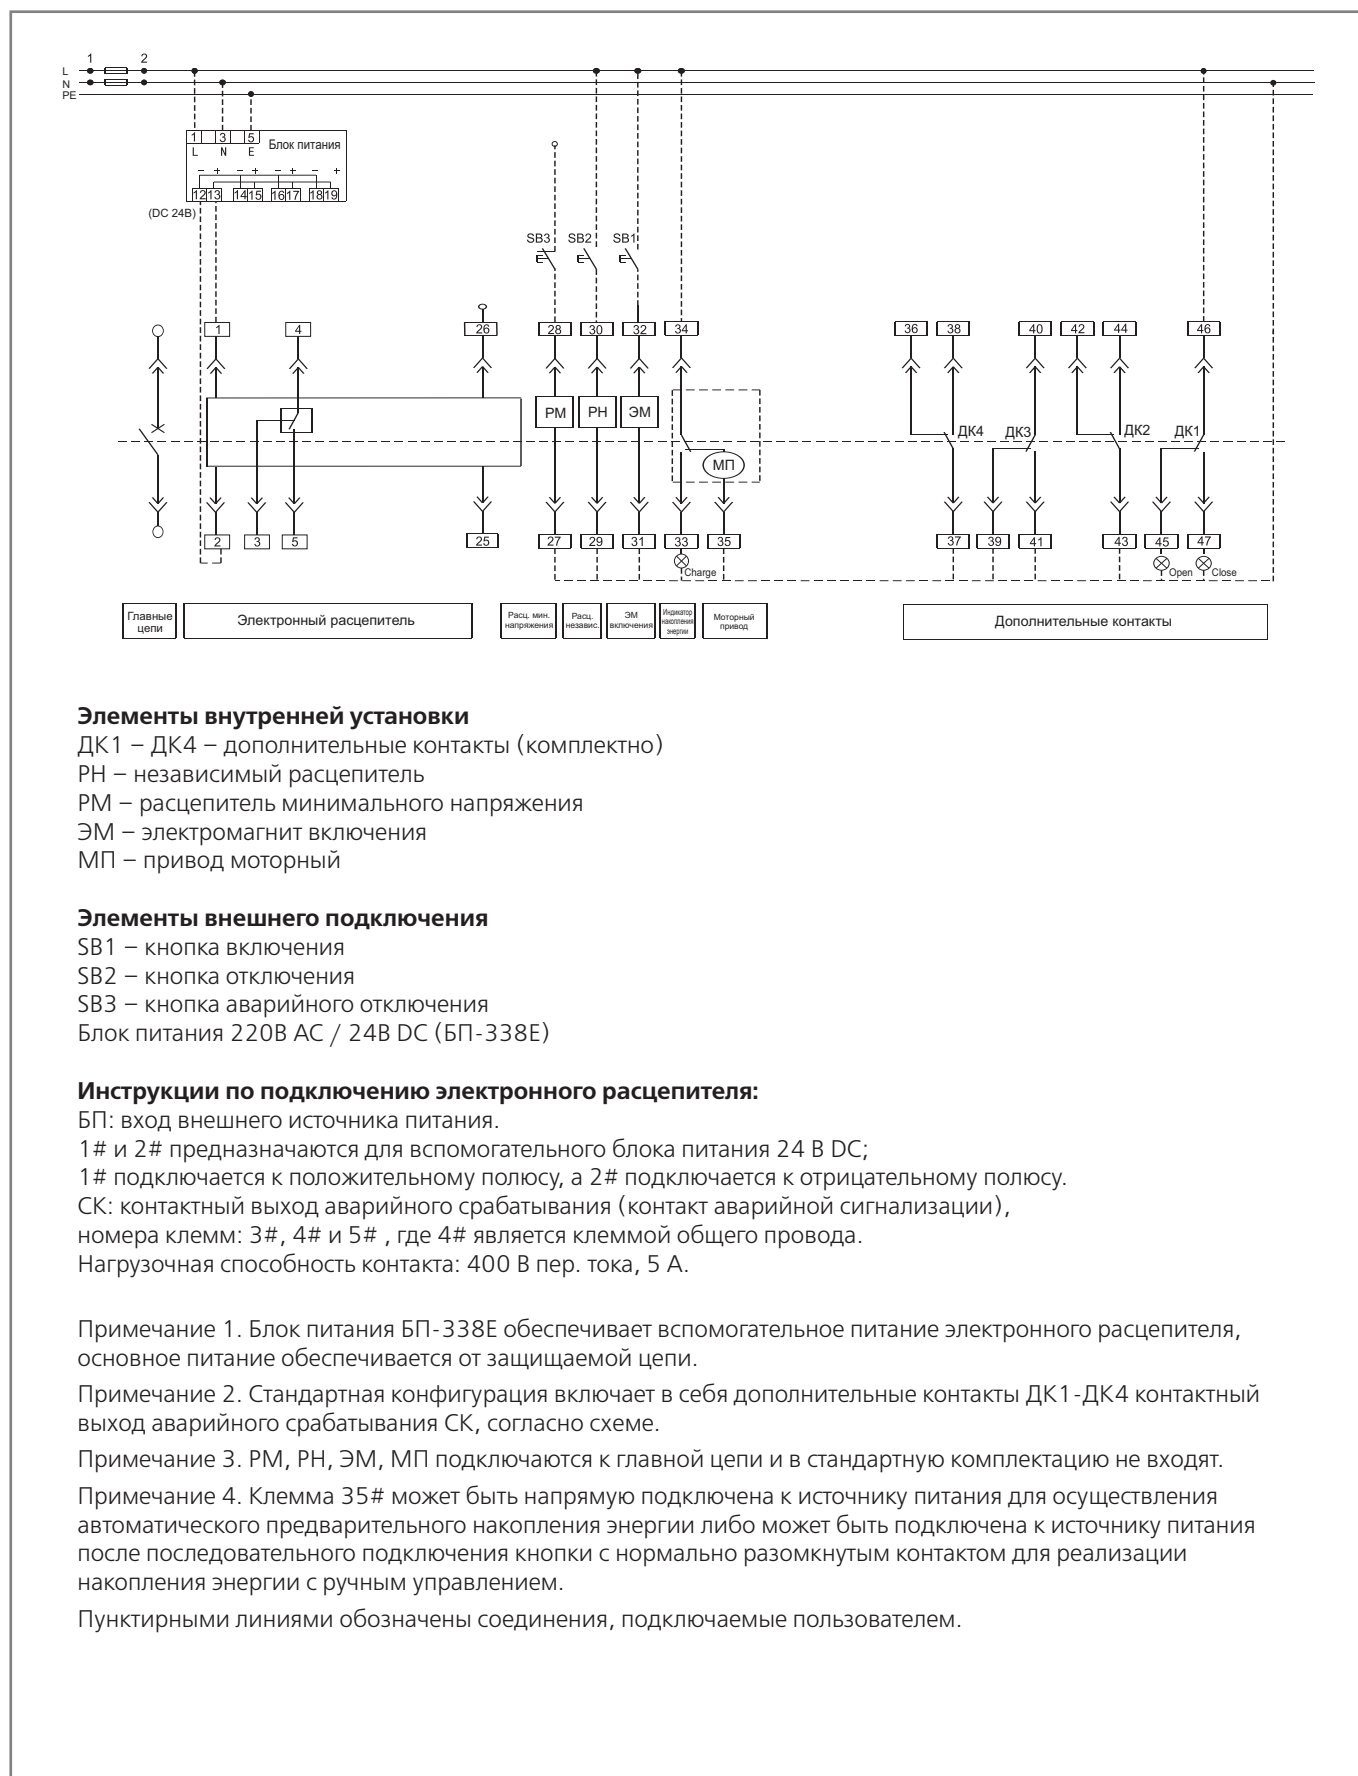 1 2
L
N
PE
1 3 5
L N E
Блок питания
– + – + – + – +
12 13 14 15 16 17 18 19
(DC 24В)
SB3 SB2 SB1
1 4 26 28 30 32 34 36 38 40 42 44 46
РМ РН ЭМ
ДК4 ДК3 ДК2 ДК1
МП
2 3 5 25 27 29 31 33 35 37 39 41 43 45 47
Charge Open Close
Главные цепи
Электронный расцепитель
Расц. мин. напряжения
Расц. независ.
ЭМ включения
Индикатор накопления энергии
Моторный привод
Дополнительные контакты
Элементы внутренней установки
ДК1 – ДК4 – дополнительные контакты (комплектно)
РН – независимый расцепитель
РМ – расцепитель минимального напряжения
ЭМ – электромагнит включения
МП – привод моторный
Элементы внешнего подключения
SB1 – кнопка включения
SB2 – кнопка отключения
SB3 – кнопка аварийного отключения
Блок питания 220В AC / 24В DC (БП-338Е)
Инструкции по подключению электронного расцепителя:
БП: вход внешнего источника питания.
1# и 2# предназначаются для вспомогательного блока питания 24 В DC;
1# подключается к положительному полюсу, а 2# подключается к отрицательному полюсу.
СК: контактный выход аварийного срабатывания (контакт аварийной сигнализации),
номера клемм: 3#, 4# и 5# , где 4# является клеммой общего провода.
Нагрузочная способность контакта: 400 В пер. тока, 5 А.
Примечание 1. Блок питания БП-338Е обеспечивает вспомогательное питание электронного расцепителя,
основное питание обеспечивается от защищаемой цепи.
Примечание 2. Стандартная конфигурация включает в себя дополнительные контакты ДК1-ДК4 контактный
выход аварийного срабатывания СК, согласно схеме.
Примечание 3. РМ, РН, ЭМ, МП подключаются к главной цепи и в стандартную комплектацию не входят.
Примечание 4. Клемма 35# может быть напрямую подключена к источнику питания для осуществления
автоматического предварительного накопления энергии либо может быть подключена к источнику питания
после последовательного подключения кнопки с нормально разомкнутым контактом для реализации
накопления энергии с ручным управлением.
Пунктирными линиями обозначены соединения, подключаемые пользователем.